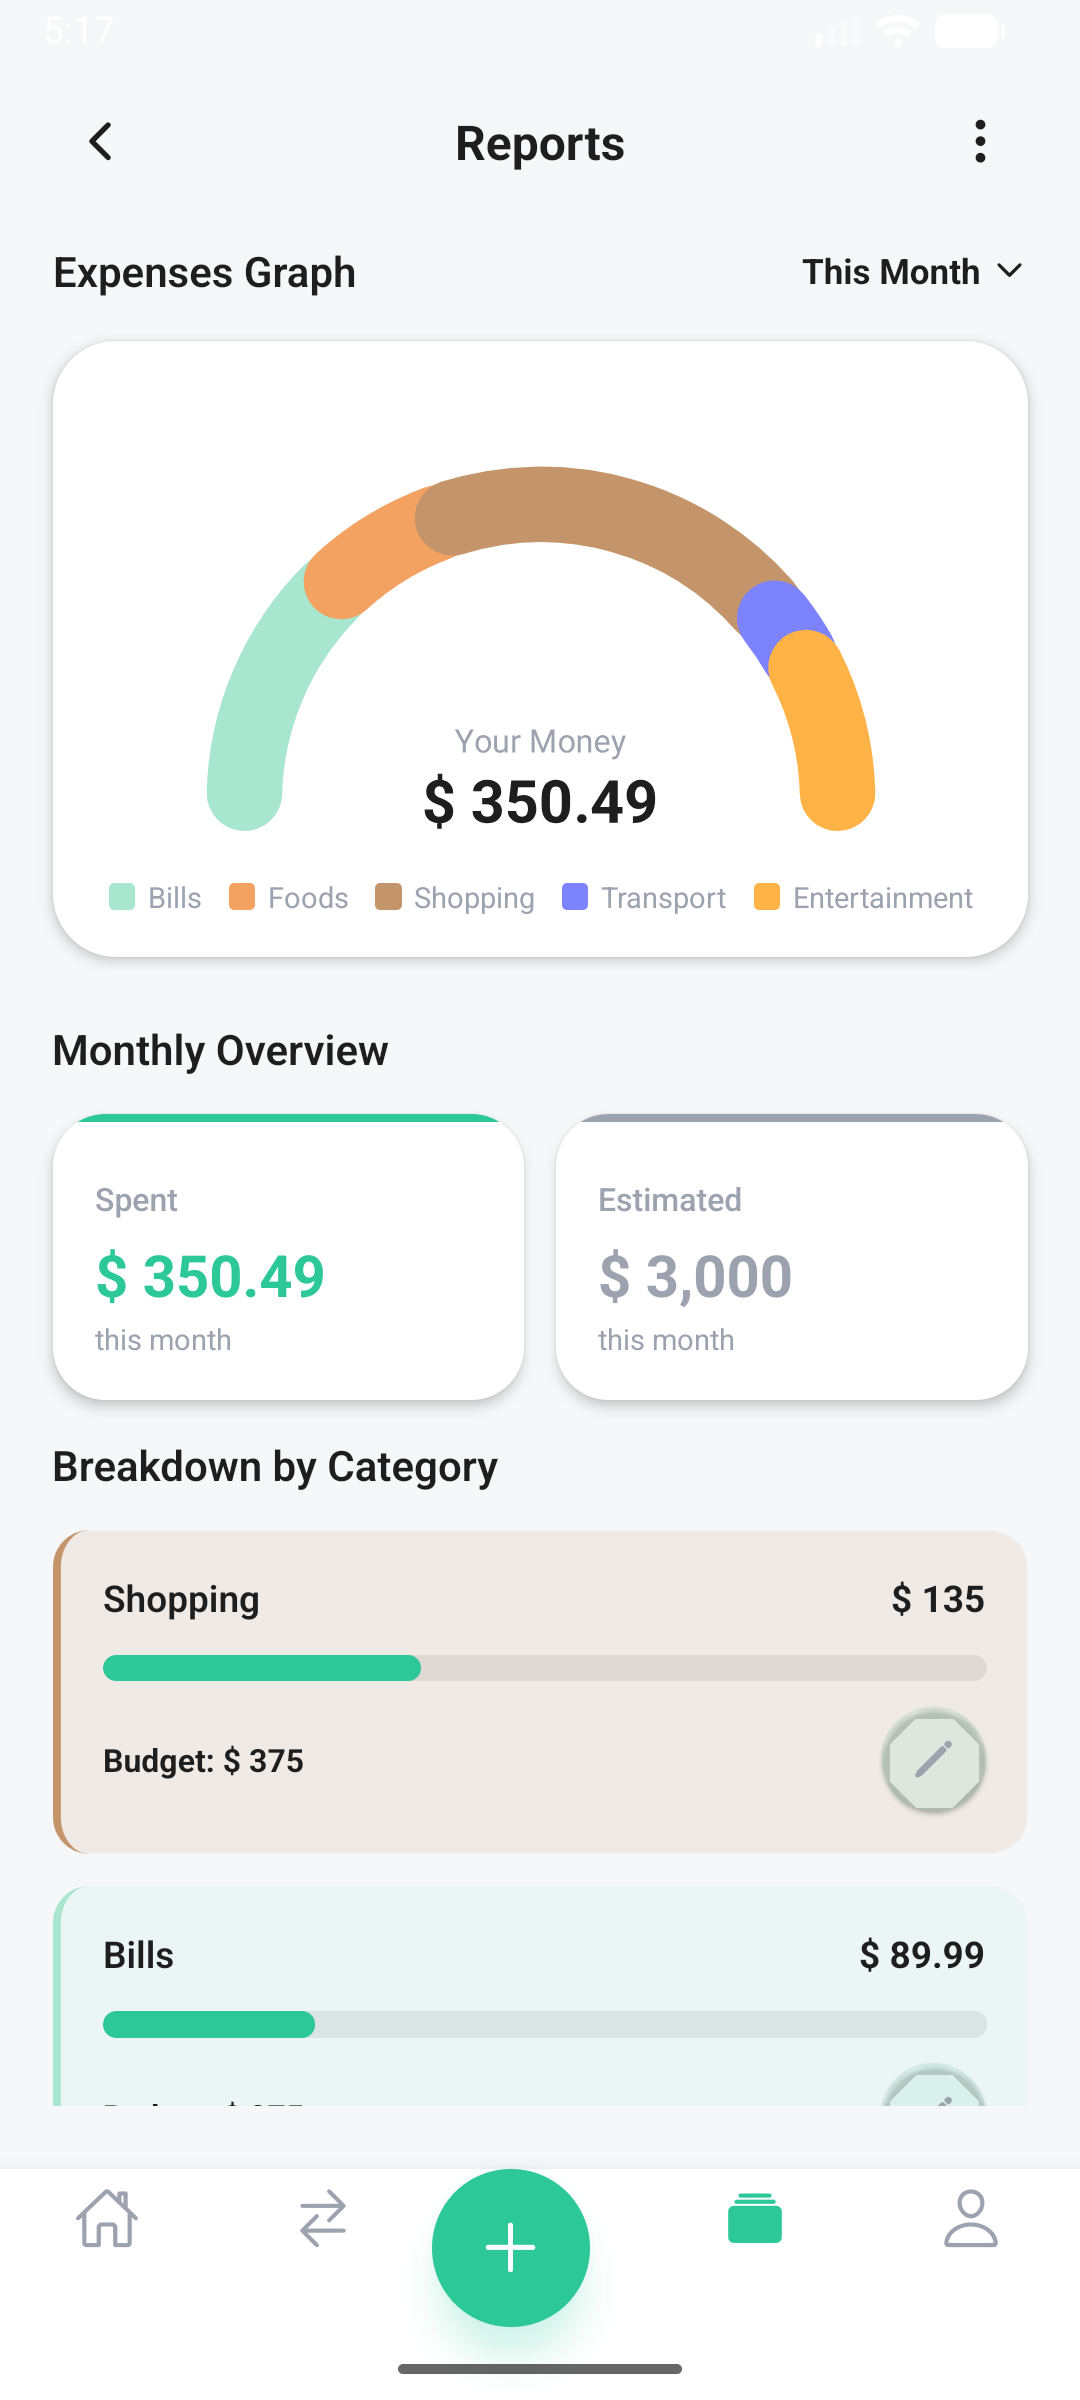 5:17
Reports
Expenses Graph
This Month
Your Money
$ 350.49
Bills Foods Shopping Transport Entertainment
Monthly Overview
Spent
$ 350.49
this month
Estimated
$ 3,000
this month
Breakdown by Category
Shopping $ 135
Budget: $ 375
Bills $ 89.99